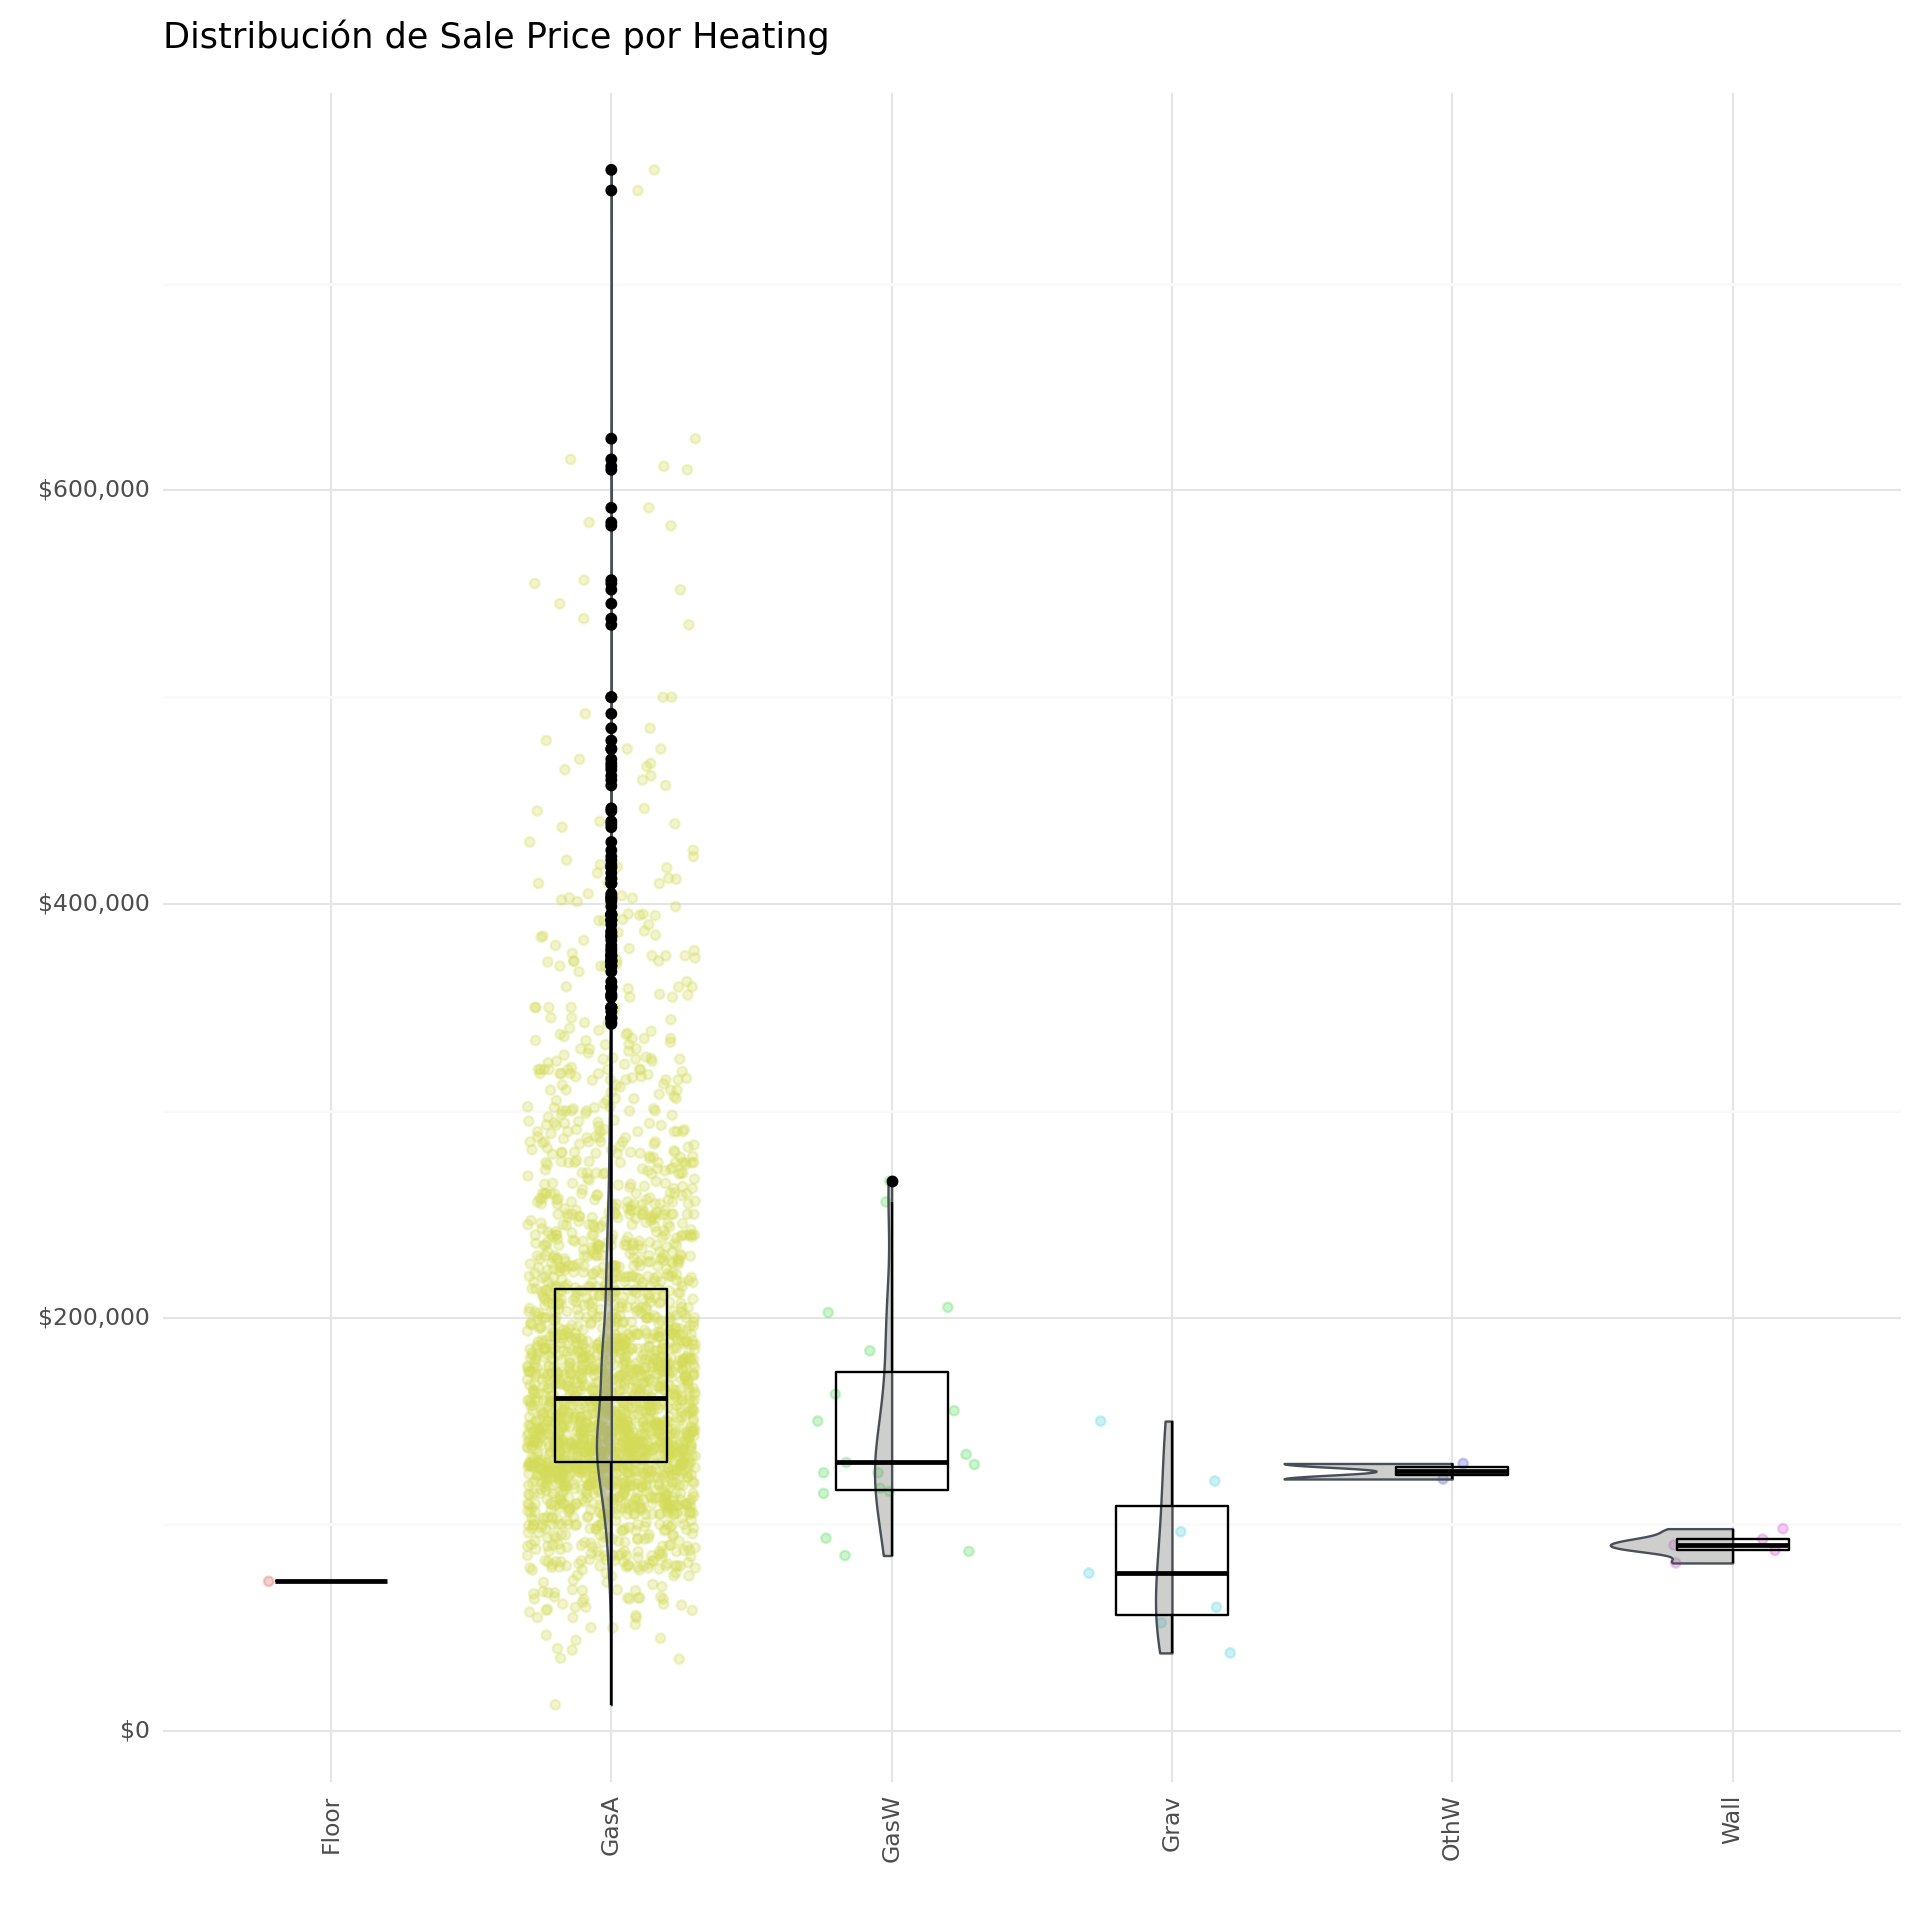 Distribución de Sale Price por Heating
$600,000
$400,000
$200,000
$0
Floor
GasA
GasW
Grav
OthW
Wall